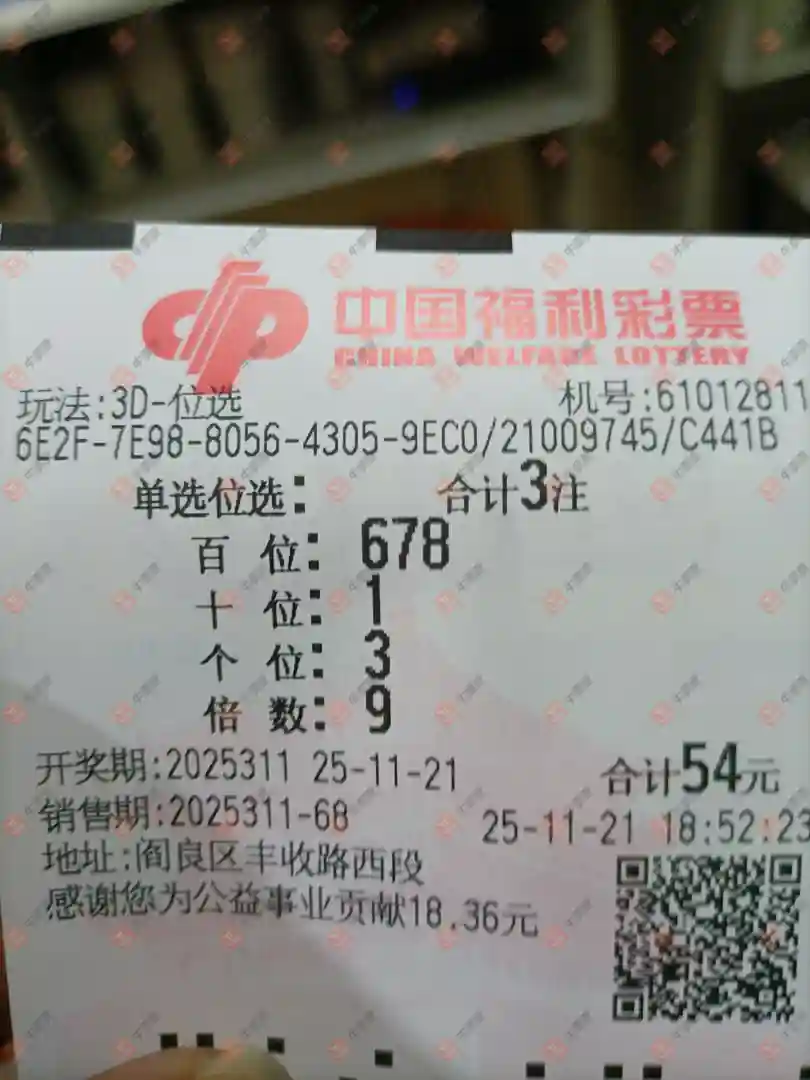 中国福利彩票
CHINA WELFARE LOTTERY
玩法:3D-位选 机号:61012811
6E2F-7E98-8056-4305-9EC0/21009745/C441B
单选位选: 合计3注
百 位: 678
十 位: 1
个 位: 3
倍 数: 9
开奖期:2025311 25-11-21 合计54元
销售期:2025311-68 25-11-21 18:52:23
地址:阎良区丰收路西段
感谢您为公益事业贡献18.36元